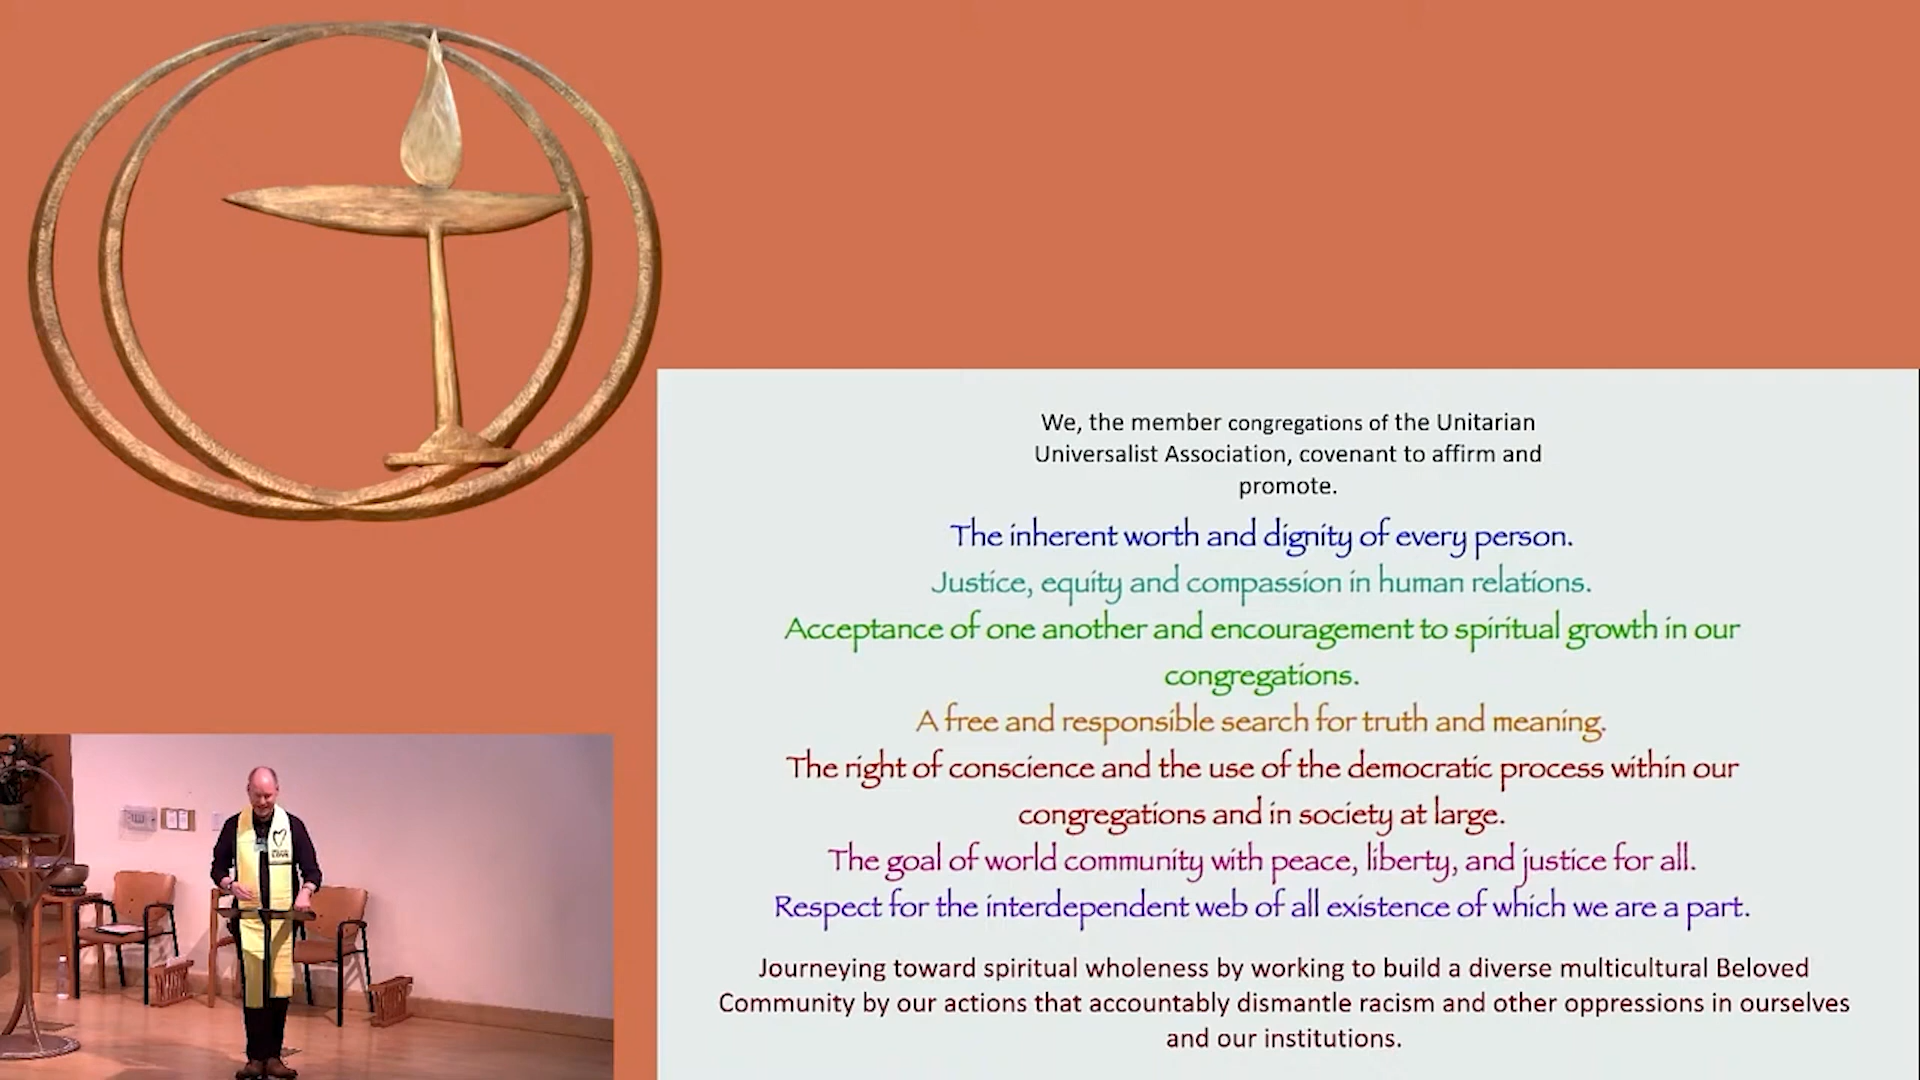 We, the member congregations of the Unitarian
Universalist Association, covenant to affirm and
promote.
The inherent worth and dignity of every person.
Justice, equity and compassion in human relations.
Acceptance of one another and encouragement to spiritual growth in our
congregations.
A free and responsible search for truth and meaning.
The right of conscience and the use of the democratic process within our
congregations and in society at large.
The goal of world community with peace, liberty, and justice for all.
Respect for the interdependent web of all existence of which we are a part.
Journeying toward spiritual wholeness by working to build a diverse multicultural Beloved
Community by our actions that accountably dismantle racism and other oppressions in ourselves
and our institutions.
LOVE